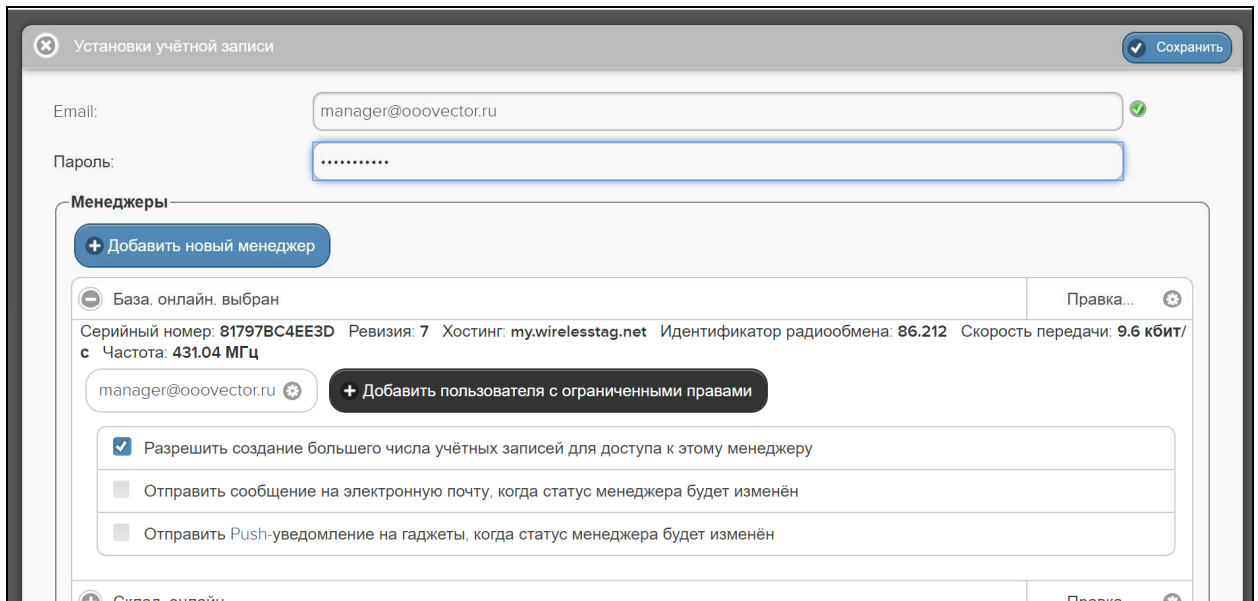 Установки учётной записи
Сохранить
Email:
manager@ooovector.ru
Пароль:
•••••••••••
Менеджеры
Добавить новый менеджер
База, онлайн, выбран
Правка...
Серийный номер: 81797BC4EE3D Ревизия: 7 Хостинг: my.wirelesstag.net Идентификатор радиообмена: 86.212 Скорость передачи: 9.6 кбит/
с Частота: 431.04 МГц
manager@ooovector.ru
Добавить пользователя с ограниченными правами
Разрешить создание большего числа учётных записей для доступа к этому менеджеру
Отправить сообщение на электронную почту, когда статус менеджера будет изменён
Отправить Push-уведомление на гаджеты, когда статус менеджера будет изменён
Склад, онлайн
Правка...